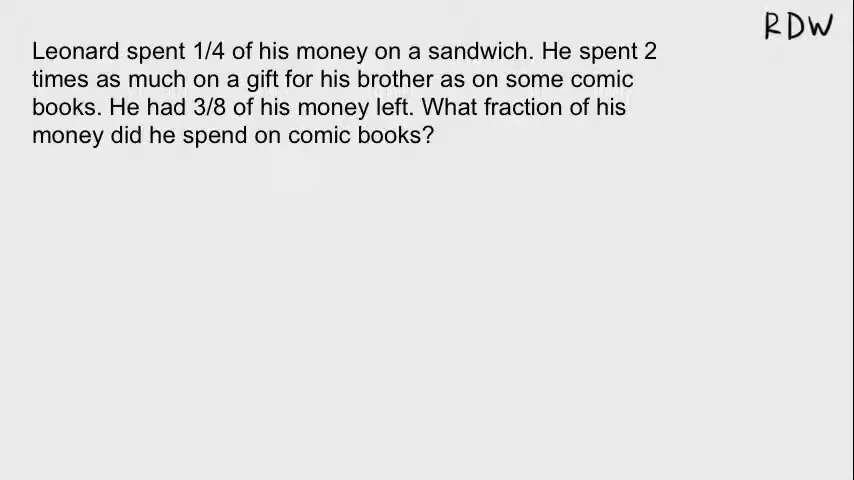 RDW
Leonard spent 1/4 of his money on a sandwich. He spent 2
times as much on a gift for his brother as on some comic
books. He had 3/8 of his money left. What fraction of his
money did he spend on comic books?